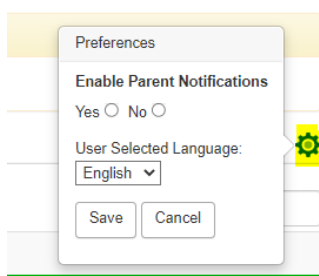 Preferences
Enable Parent Notifications
Yes No
User Selected Language:
English
Save Cancel